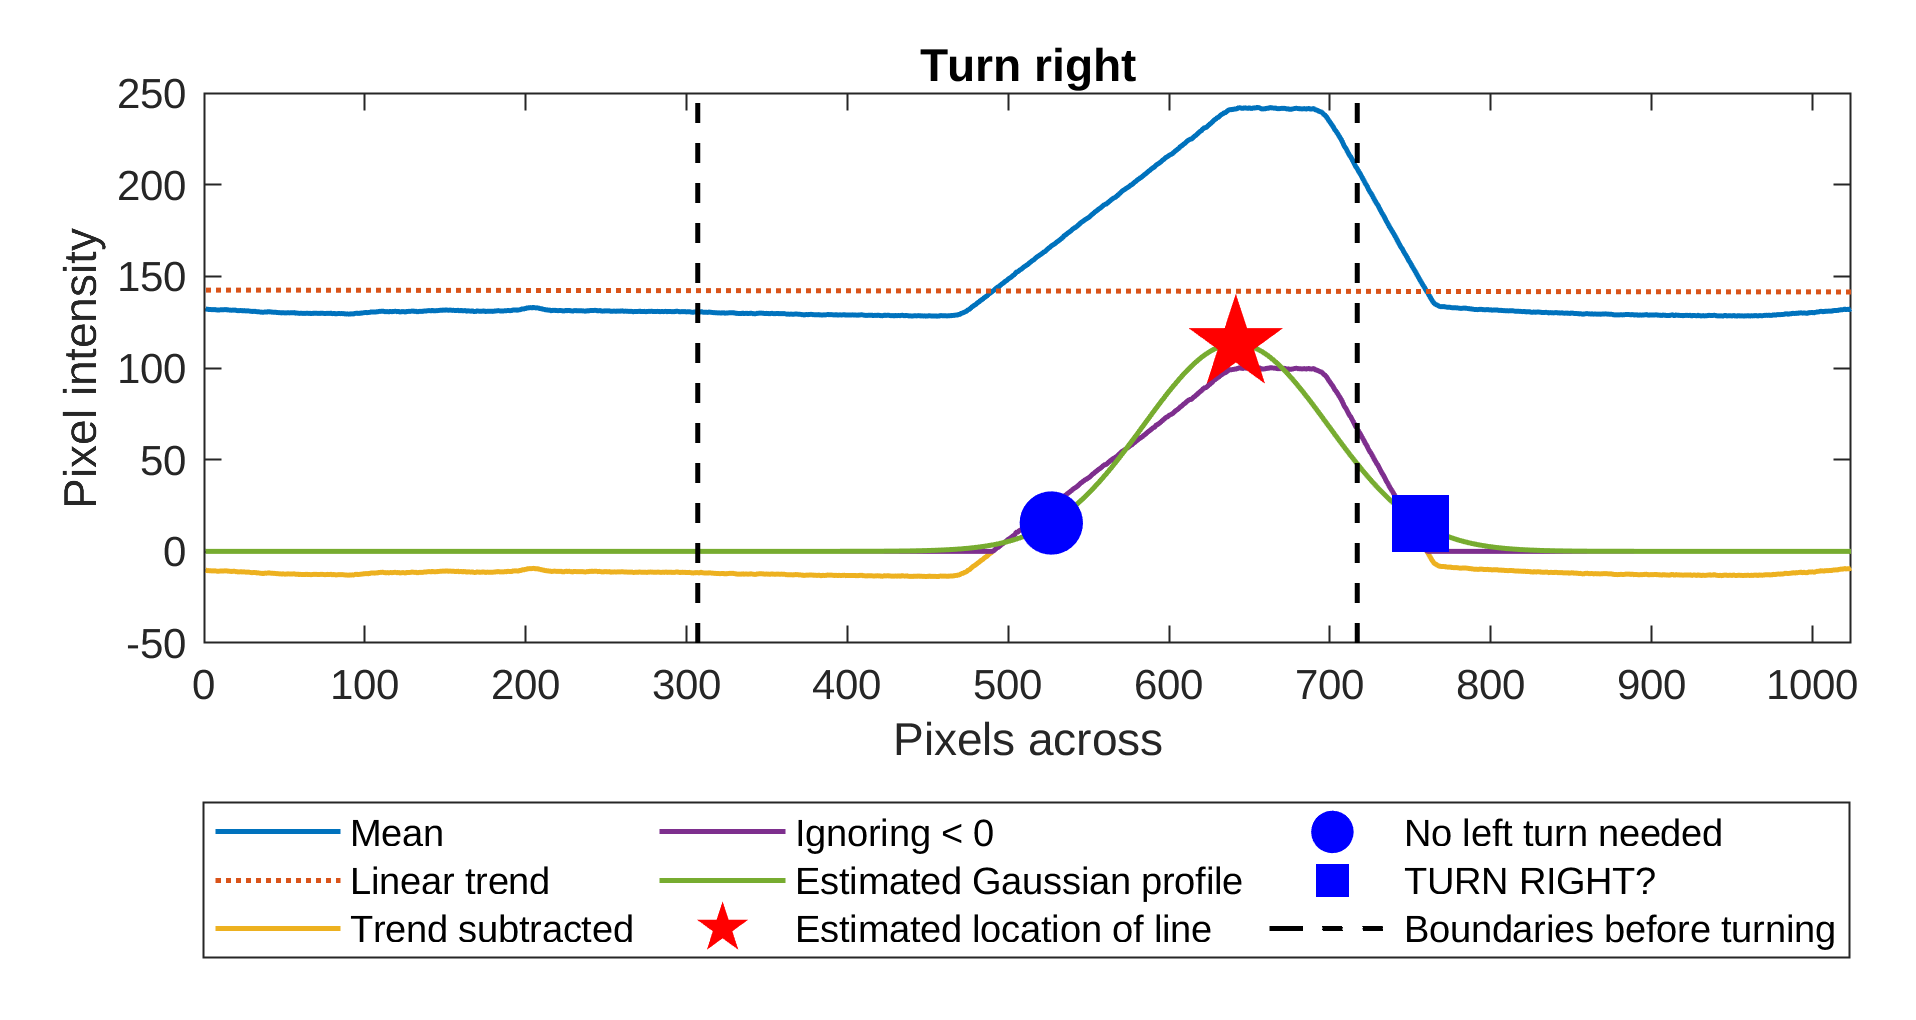 Turn right
250
200
150
100
50
0
-50
Pixel intensity
0 100 200 300 400 500 600 700 800 900 1000
Pixels across
Mean Ignoring < 0 No left turn needed
Linear trend Estimated Gaussian profile TURN RIGHT?
Trend subtracted Estimated location of line Boundaries before turning